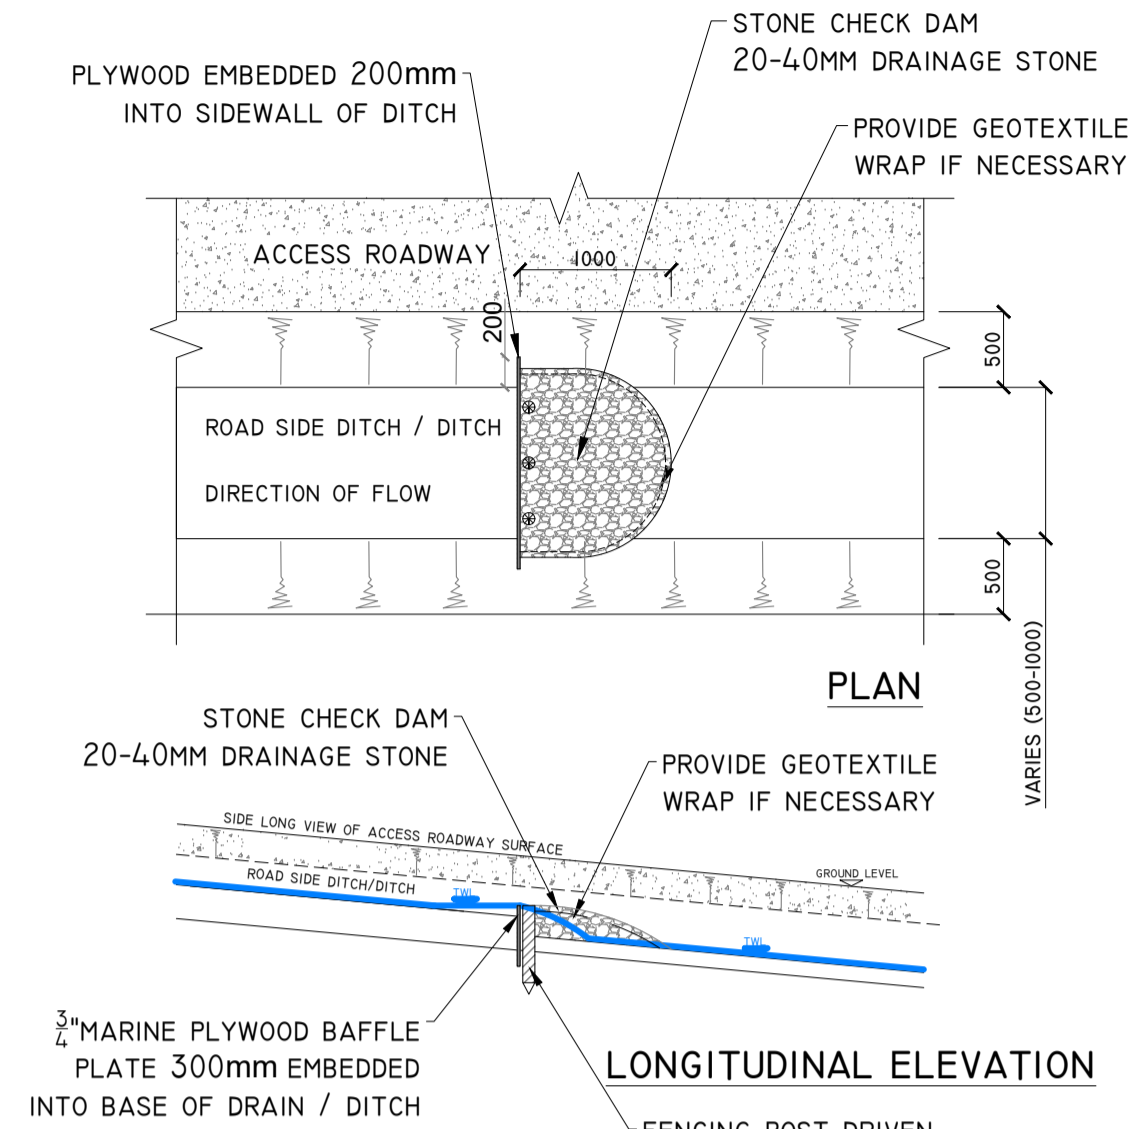 STONE CHECK DAM
20-40MM DRAINAGE STONE
PLYWOOD EMBEDDED 200mm
INTO SIDEWALL OF DITCH
PROVIDE GEOTEXTILE
WRAP IF NECESSARY
ACCESS ROADWAY
1000
200
500
ROAD SIDE DITCH / DITCH
DIRECTION OF FLOW
500
VARIES (500-1000)
PLAN
STONE CHECK DAM
20-40MM DRAINAGE STONE
PROVIDE GEOTEXTILE
WRAP IF NECESSARY
SIDE LONG VIEW OF ACCESS ROADWAY SURFACE
GROUND LEVEL
ROAD SIDE DITCH/DITCH
TWL
TWL
3/4"MARINE PLYWOOD BAFFLE
PLATE 300mm EMBEDDED
INTO BASE OF DRAIN / DITCH
LONGITUDINAL ELEVATION
FENCING POST DRIVEN